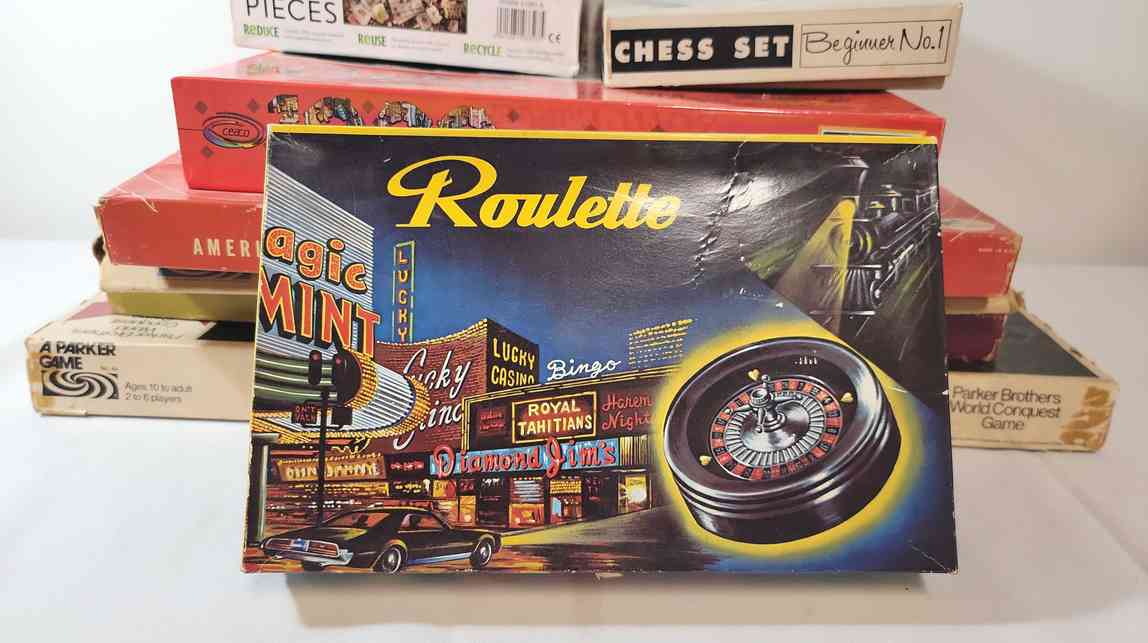 PIECES
REDUCE
REUSE
RECYCLE
CHESS SET
Beginner No.1
ceaco
AMERI
A PARKER
GAME
Ages 10 to adult
2 to 6 players
Parker Brothers
World Conquest
Game
Roulette
agic
MINT
LUCKY
Lucky
LUCKY
CASINO
Bingo
ROYAL
TAHITIANS
Harem
Night
Diamond Jim's
DON'T